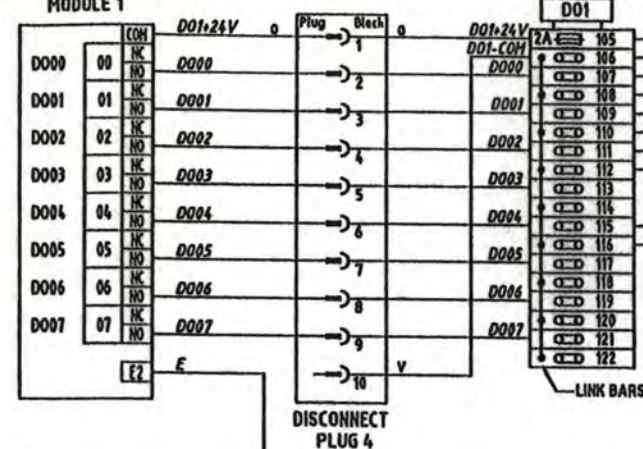 MODULE 1
DO1
COM DO1+24V O Plug Block O DO1+24V 2A 105
1
DO1-COM 106
DO00 00 NC NO DO00 2 DO00 107
108
DO01 01 NC NO DO01 3 DO01 109
110
DO02 02 NC NO DO02 4 DO02 111
112
DO03 03 NC NO DO03 5 DO03 113
114
DO04 04 NC NO DO04 6 DO04 115
116
DO05 05 NC NO DO05 7 DO05 117
118
DO06 06 NC NO DO06 8 DO06 119
120
DO07 07 NC NO DO07 9 DO07 121
E2 E 10 V 122
LINK BARS
DISCONNECT
PLUG 4